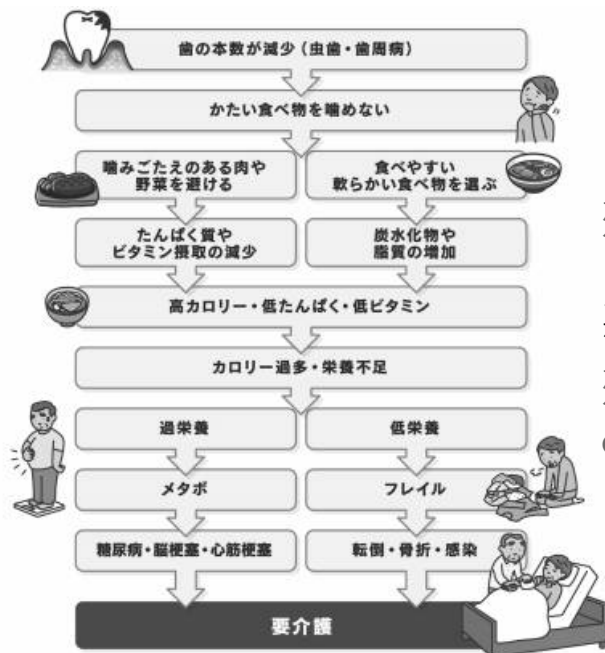 歯の本数が減少（虫歯・歯周病）
かたい食べ物を噛めない
噛みごたえのある肉や
野菜を避ける
食べやすい
軟らかい食べ物を選ぶ
たんぱく質や
ビタミン摂取の減少
炭水化物や
脂質の増加
高カロリー・低たんぱく・低ビタミン
カロリー過多・栄養不足
過栄養
低栄養
メタボ
フレイル
糖尿病・脳梗塞・心筋梗塞
転倒・骨折・感染
要介護